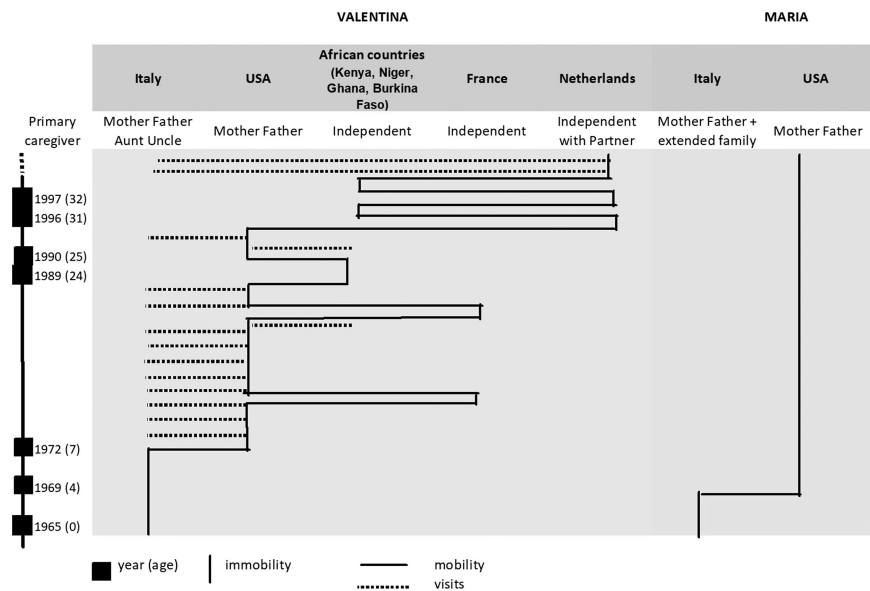 VALENTINA MARIA
Italy USA African countries (Kenya, Niger, Ghana, Burkina Faso) France Netherlands Italy USA
Primary caregiver Mother Father Aunt Uncle Mother Father Independent Independent Independent with Partner Mother Father + extended family Mother Father
1997 (32)
1996 (31)
1990 (25)
1989 (24)
1972 (7)
1969 (4)
1965 (0)
year (age) immobility mobility
visits